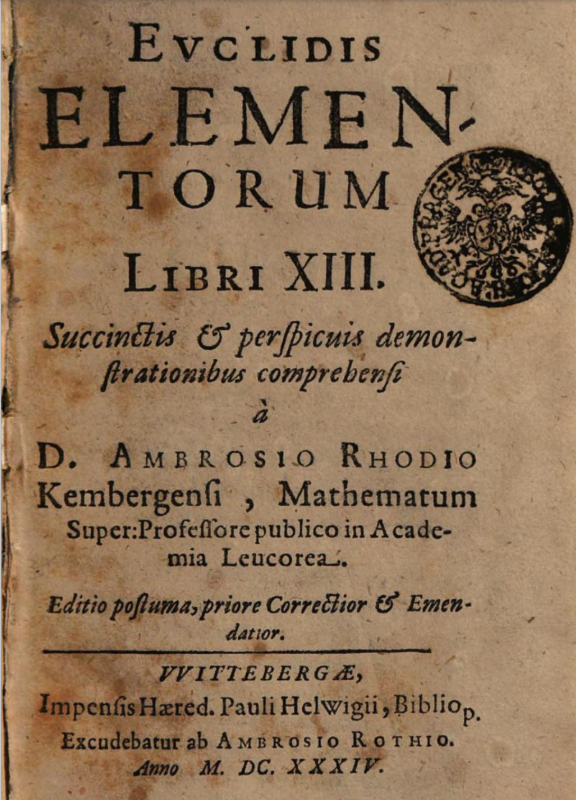 EVCLIDIS
ELEMEN-
TORUM
LIBRI XIII.
Succinctis & perſpicuis demon-
ſtrationibus comprehenſi
à
D. AMBROSIO RHODIO
Kembergenſi, Mathematum
Super: Profeſſore publico in Acade-
mia Leucorea.
Editio poſtuma, priore Correctior & Emen-
datior.
VVITTEBERGÆ,
Impenſis Hæred. Pauli Helwigii, Bibliop.
Excudebatur ab AMBROSIO ROTHIO.
Anno M. DC. XXXIV.